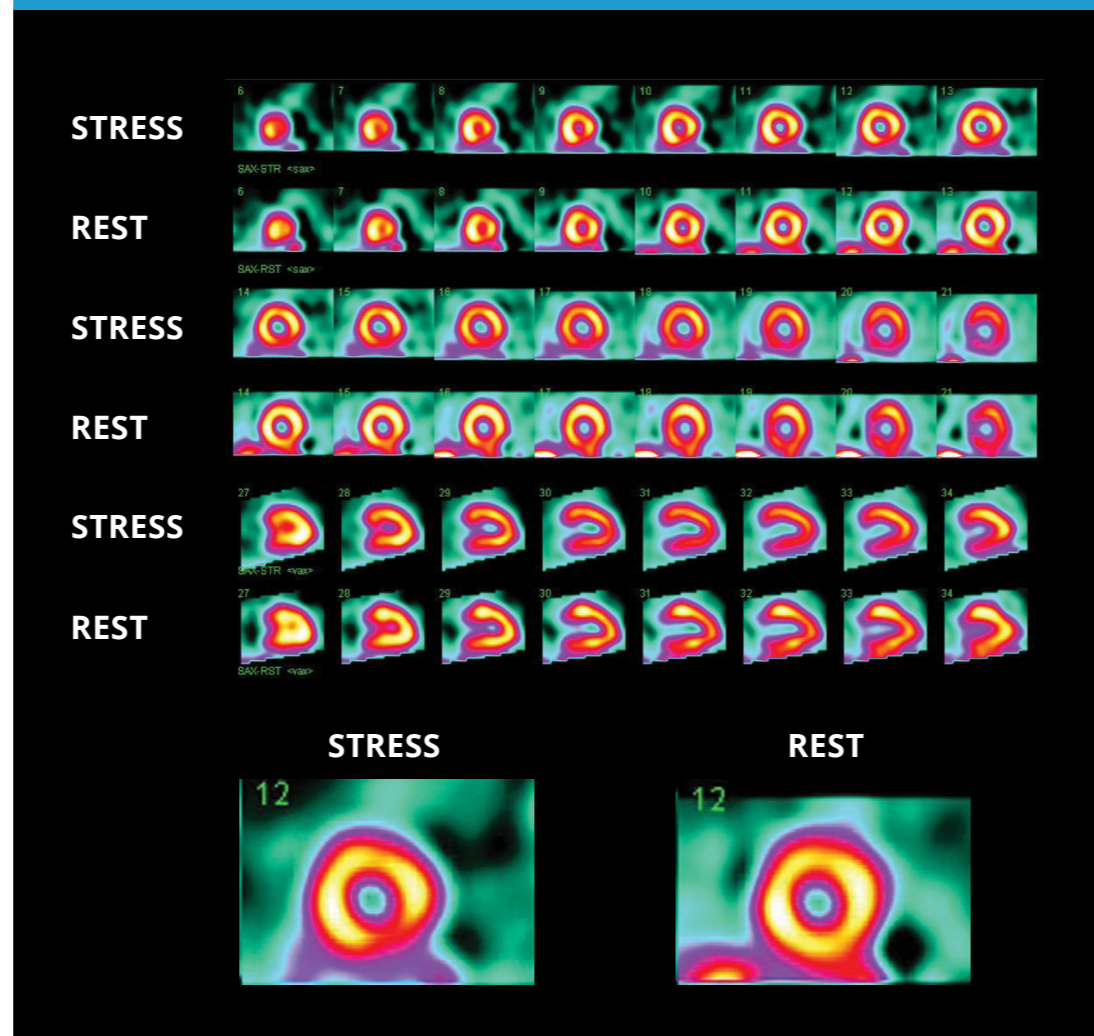 6 7 8 9 10 11 12 13
STRESS
SAX-STR <sax>
6 7 8 9 10 11 12 13
REST
SAX-RST <sax>
14 15 16 17 18 19 20 21
STRESS
14 15 16 17 18 19 20 21
REST
27 28 29 30 31 32 33 34
STRESS
SAX-STR <vax>
27 28 29 30 31 32 33 34
REST
SAX-RST <vax>
STRESS REST
12 12